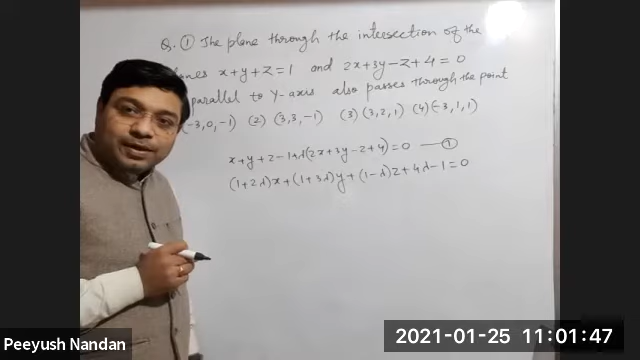 Q. ① The plane through the intersection of the
planes x+y+z=1 and 2x+3y-z+4=0
parallel to Y-axis also passes through the point
(-3,0,-1) (2) (3,3,-1) (3) (3,2,1) (4) (-3,1,1)
x+y+z-1+λ(2x+3y-z+4)=0 —①
(1+2λ)x+(1+3λ)y+(1-λ)z+4λ-1=0
Peeyush Nandan
2021-01-25 11:01:47